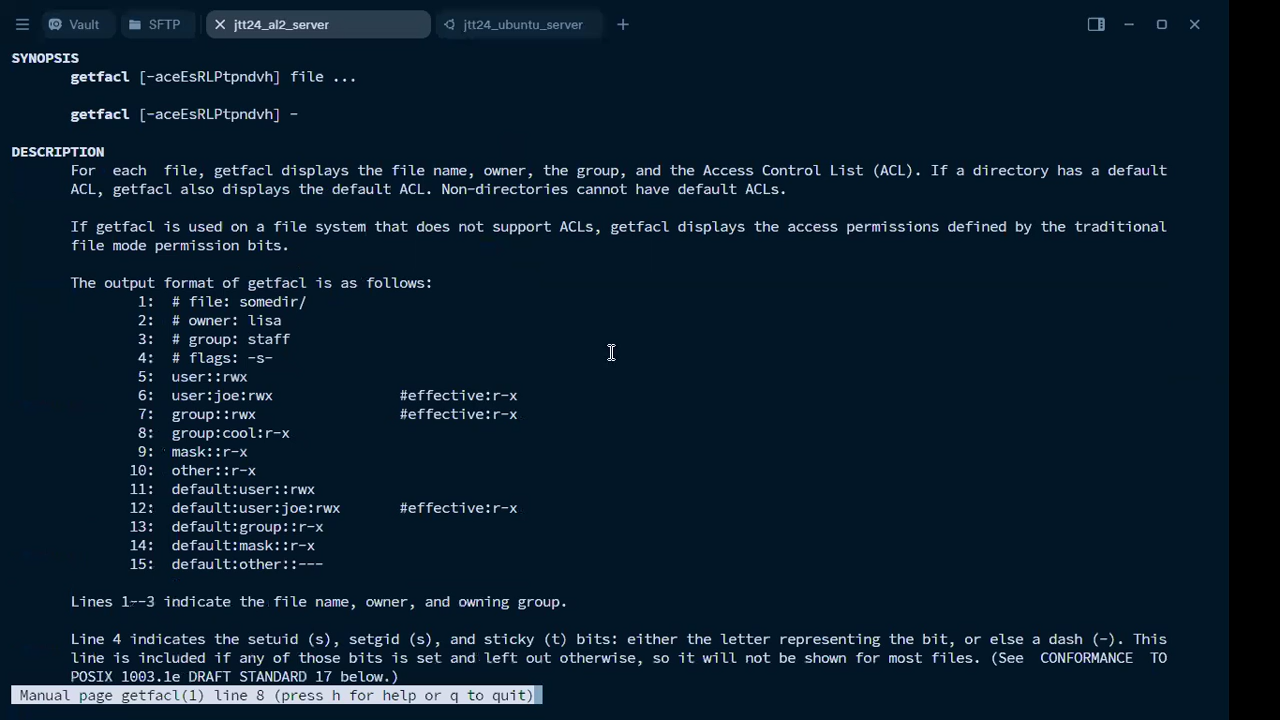 Vault SFTP jtt24_al2_server jtt24_ubuntu_server
SYNOPSIS
getfacl [-aceEsRLPtpndvh] file ...
getfacl [-aceEsRLPtpndvh] -
DESCRIPTION
For each file, getfacl displays the file name, owner, the group, and the Access Control List (ACL). If a directory has a default
ACL, getfacl also displays the default ACL. Non-directories cannot have default ACLs.
If getfacl is used on a file system that does not support ACLs, getfacl displays the access permissions defined by the traditional
file mode permission bits.
The output format of getfacl is as follows:
1: # file: somedir/
2: # owner: lisa
3: # group: staff
4: # flags: -s-
5: user::rwx
6: user:joe:rwx #effective:r-x
7: group::rwx #effective:r-x
8: group:cool:r-x
9: mask::r-x
10: other::r-x
11: default:user::rwx
12: default:user:joe:rwx #effective:r-x
13: default:group::r-x
14: default:mask::r-x
15: default:other::---
Lines 1--3 indicate the file name, owner, and owning group.
Line 4 indicates the setuid (s), setgid (s), and sticky (t) bits: either the letter representing the bit, or else a dash (-). This
line is included if any of those bits is set and left out otherwise, so it will not be shown for most files. (See CONFORMANCE TO
POSIX 1003.1e DRAFT STANDARD 17 below.)
Manual page getfacl(1) line 8 (press h for help or q to quit)